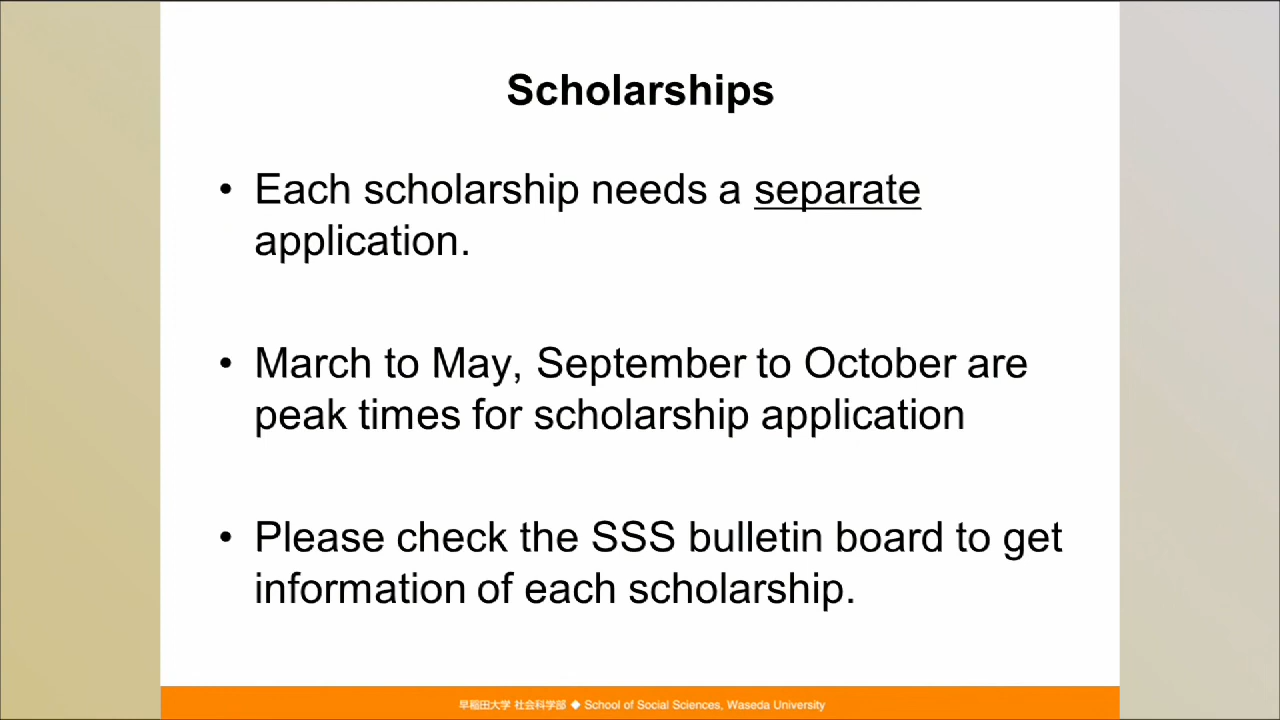 Scholarships
• Each scholarship needs a separate
application.
• March to May, September to October are
peak times for scholarship application
• Please check the SSS bulletin board to get
information of each scholarship.
早稲田大学 社会科学部 ◆ School of Social Sciences, Waseda University